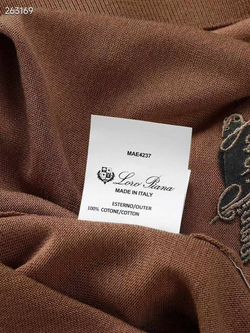 263169
MAE4237
Loro Piana
MADE IN ITALY
ESTERNO/OUTER
100% COTONE/COTTON